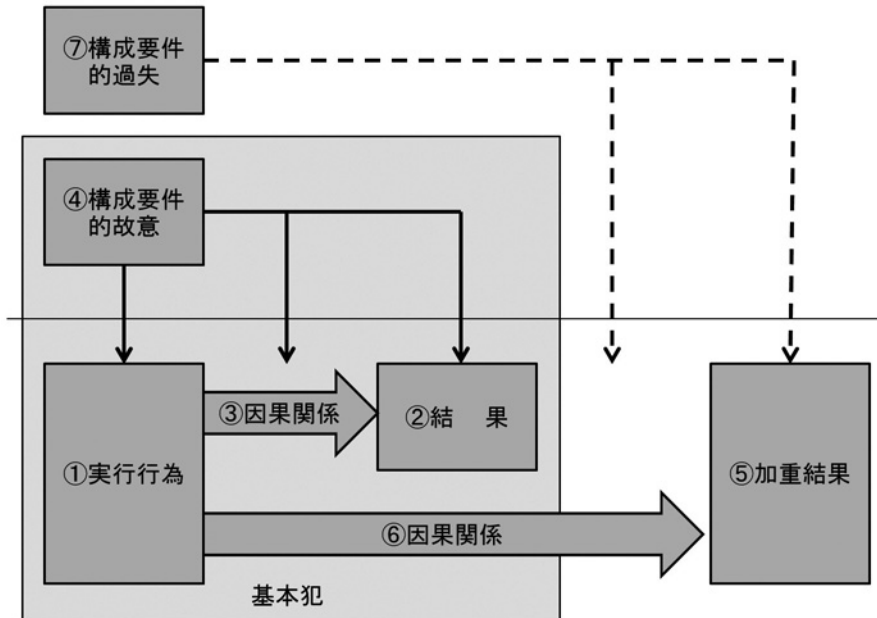 ⑦構成要件
的過失
④構成要件
的故意
③因果関係
②結　果
①実行行為
⑤加重結果
⑥因果関係
基本犯